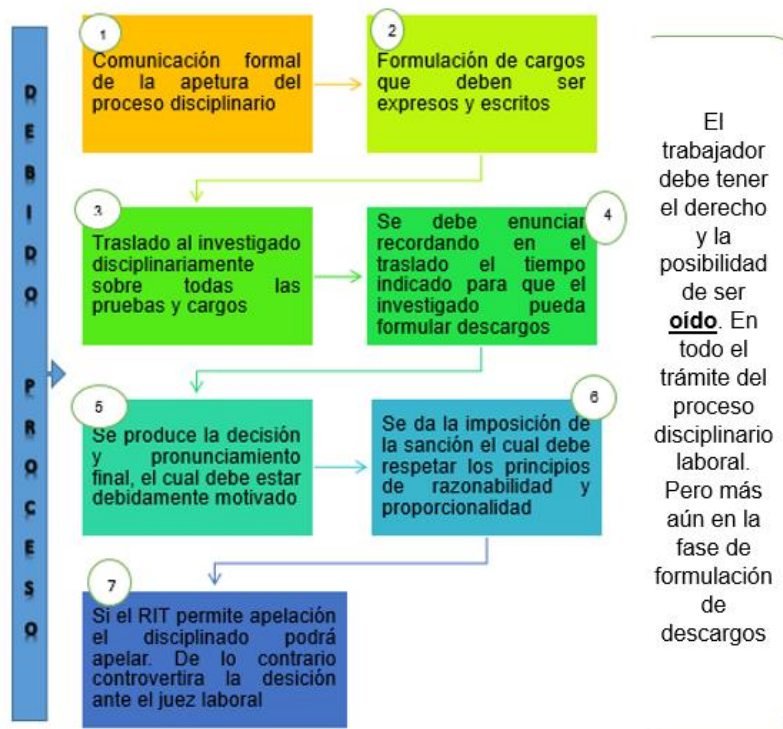 DEBIDO PROCESO
1
Comunicación formal
de la apetura del
proceso disciplinario
2
Formulación de cargos
que deben ser
expresos y escritos
3
Traslado al investigado
disciplinariamente
sobre todas las
pruebas y cargos
4
Se debe enunciar
recordando en el
traslado el tiempo
indicado para que el
investigado pueda
formular descargos
5
Se produce la decisión
y pronunciamiento
final, el cual debe estar
debidamente motivado
6
Se da la imposición de
la sanción el cual debe
respetar los principios
de razonabilidad y
proporcionalidad
7
Si el RIT permite apelación
el disciplinado podrá
apelar. De lo contrario
controvertira la desición
ante el juez laboral
El
trabajador
debe tener
el derecho
y la
posibilidad
de ser
oído. En
todo el
trámite del
proceso
disciplinario
laboral.
Pero más
aún en la
fase de
formulación
de
descargos